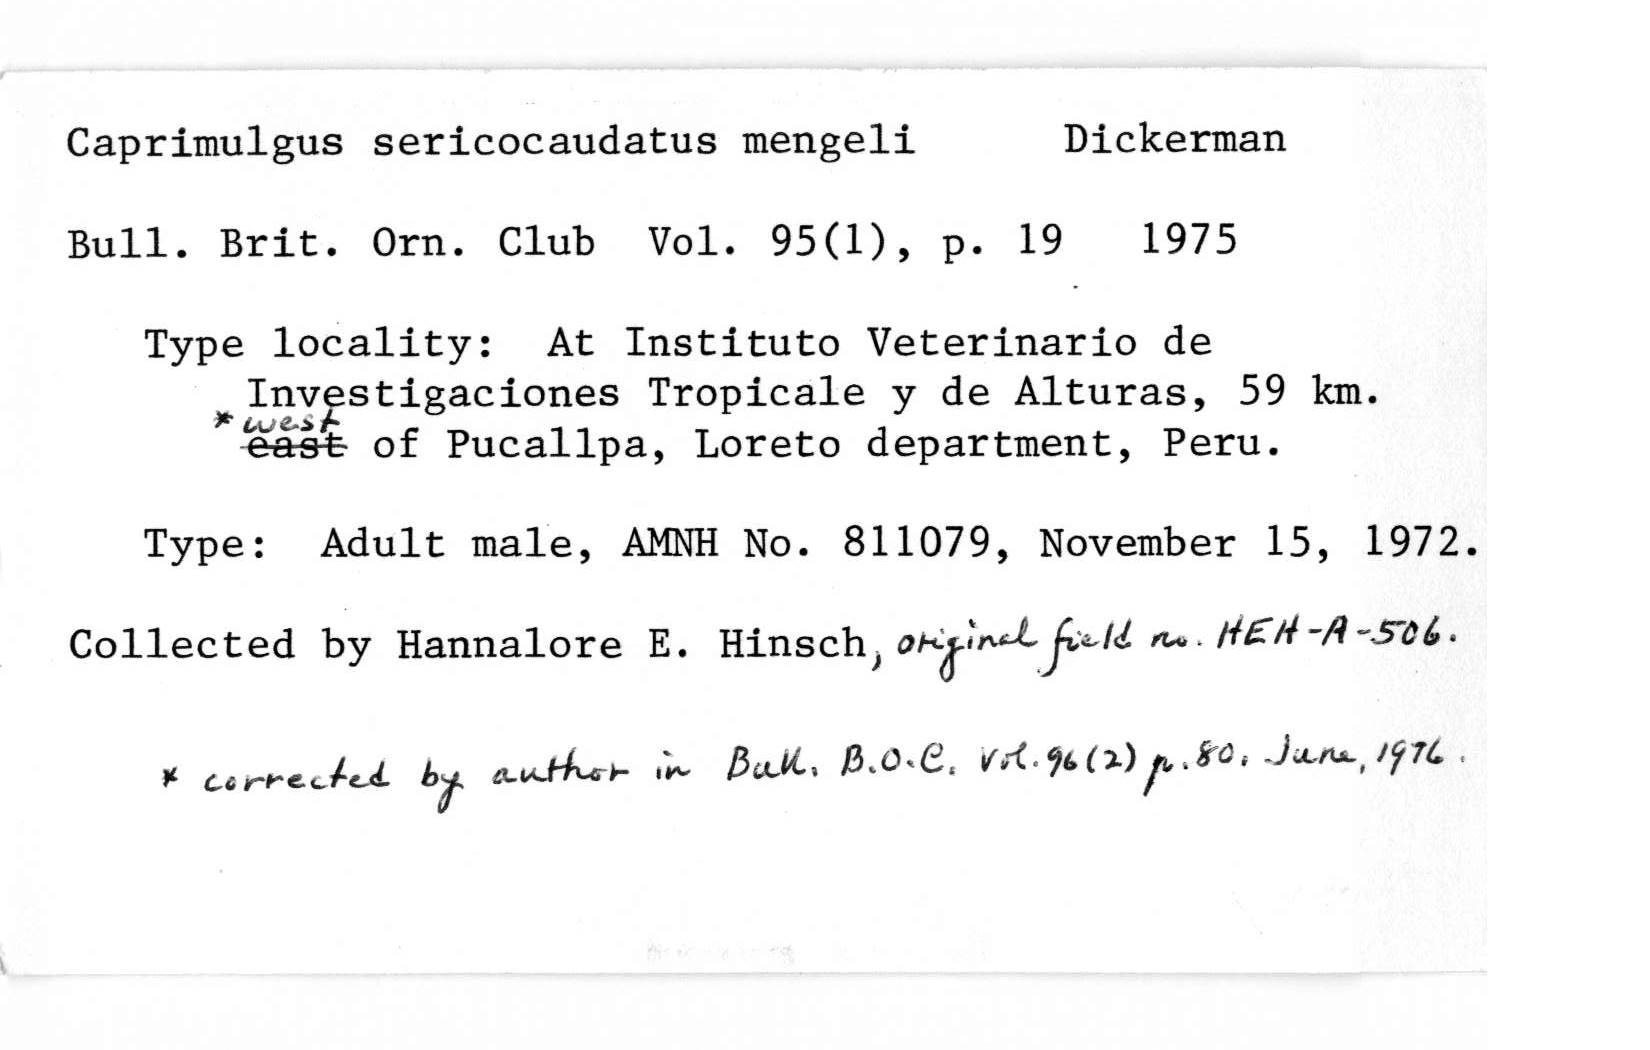 Caprimulgus sericocaudatus mengeli Dickerman
Bull. Brit. Orn. Club Vol. 95(1), p. 19 1975
Type locality: At Instituto Veterinario de
Investigaciones Tropicale y de Alturas, 59 km.
* west
east of Pucallpa, Loreto department, Peru.
Type: Adult male, AMNH No. 811079, November 15, 1972.
Collected by Hannalore E. Hinsch, original field no. HEH-A-506.
* corrected by author in Bull. B.O.C. Vol. 96(2) p. 80. June, 1976.